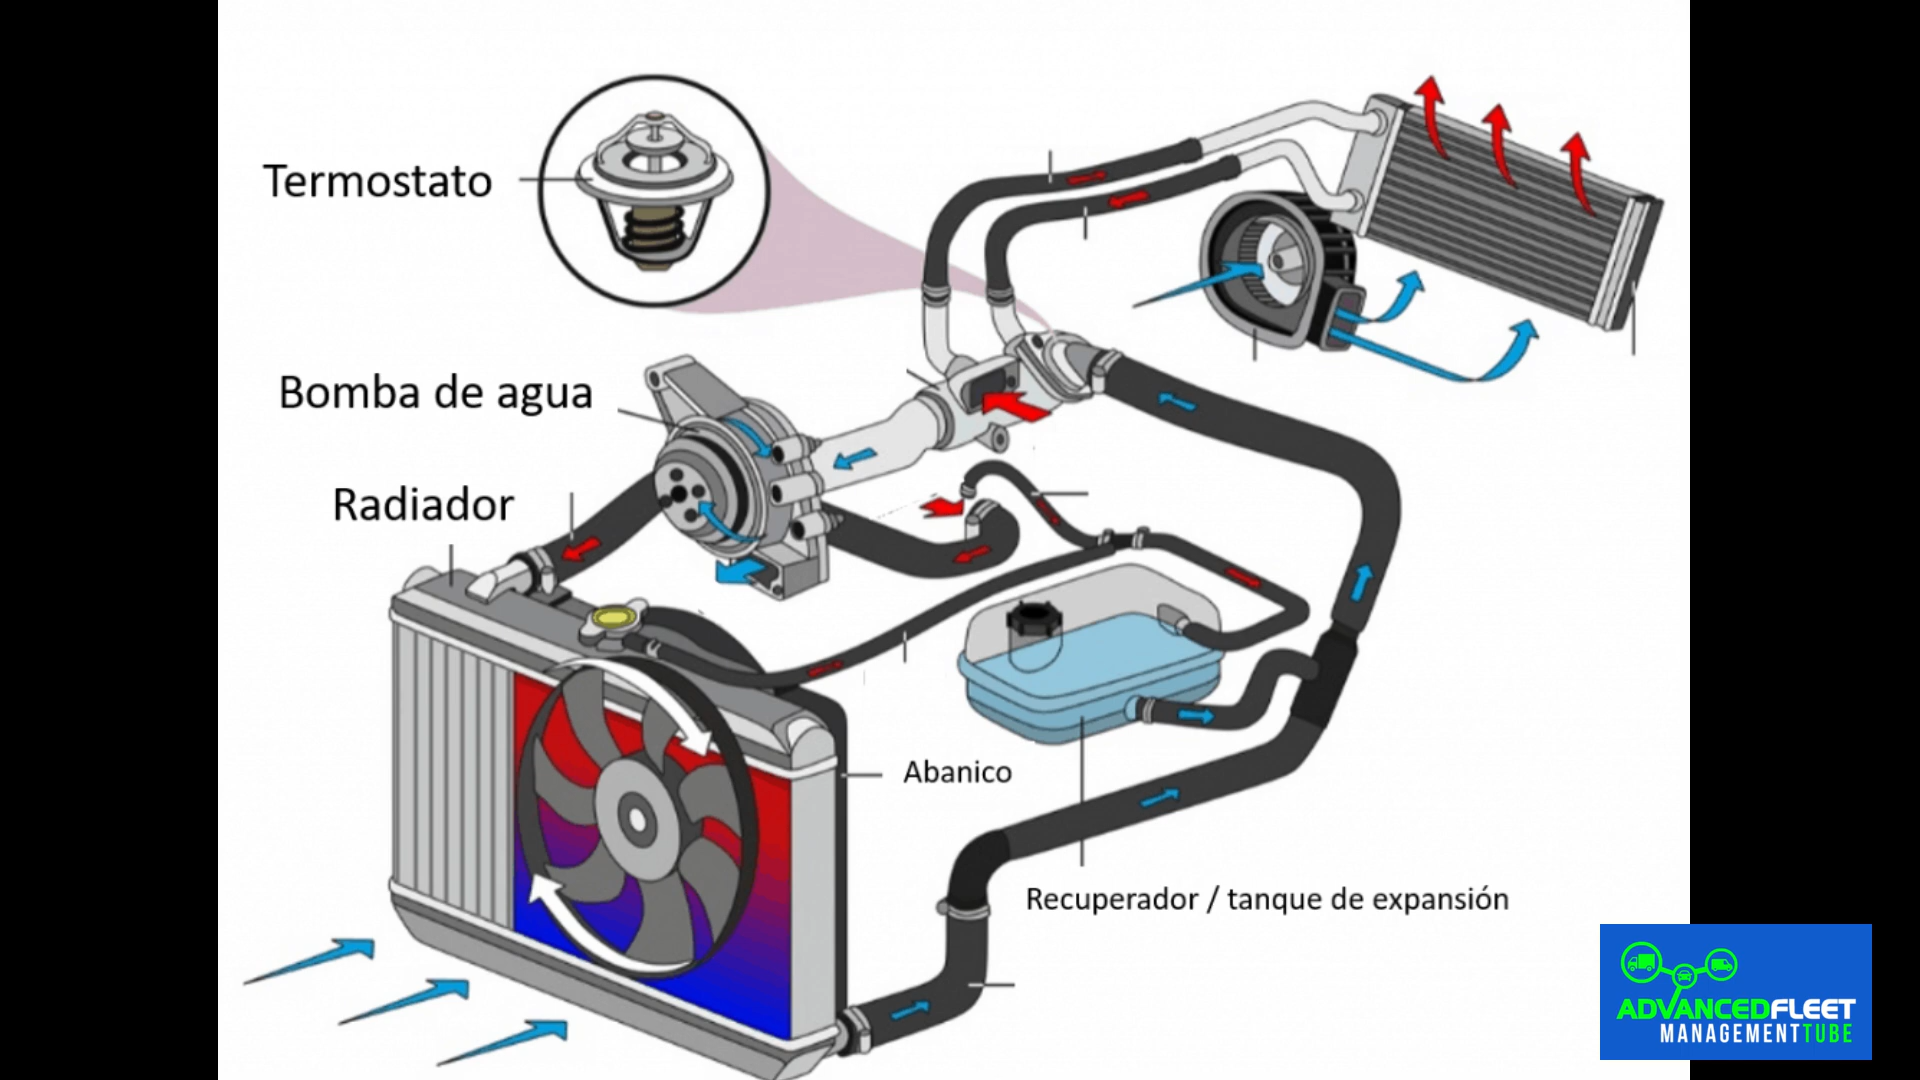 Termostato
Bomba de agua
Radiador
Abanico
Recuperador / tanque de expansión
ADVANCEDFLEET
MANAGEMENTTUBE